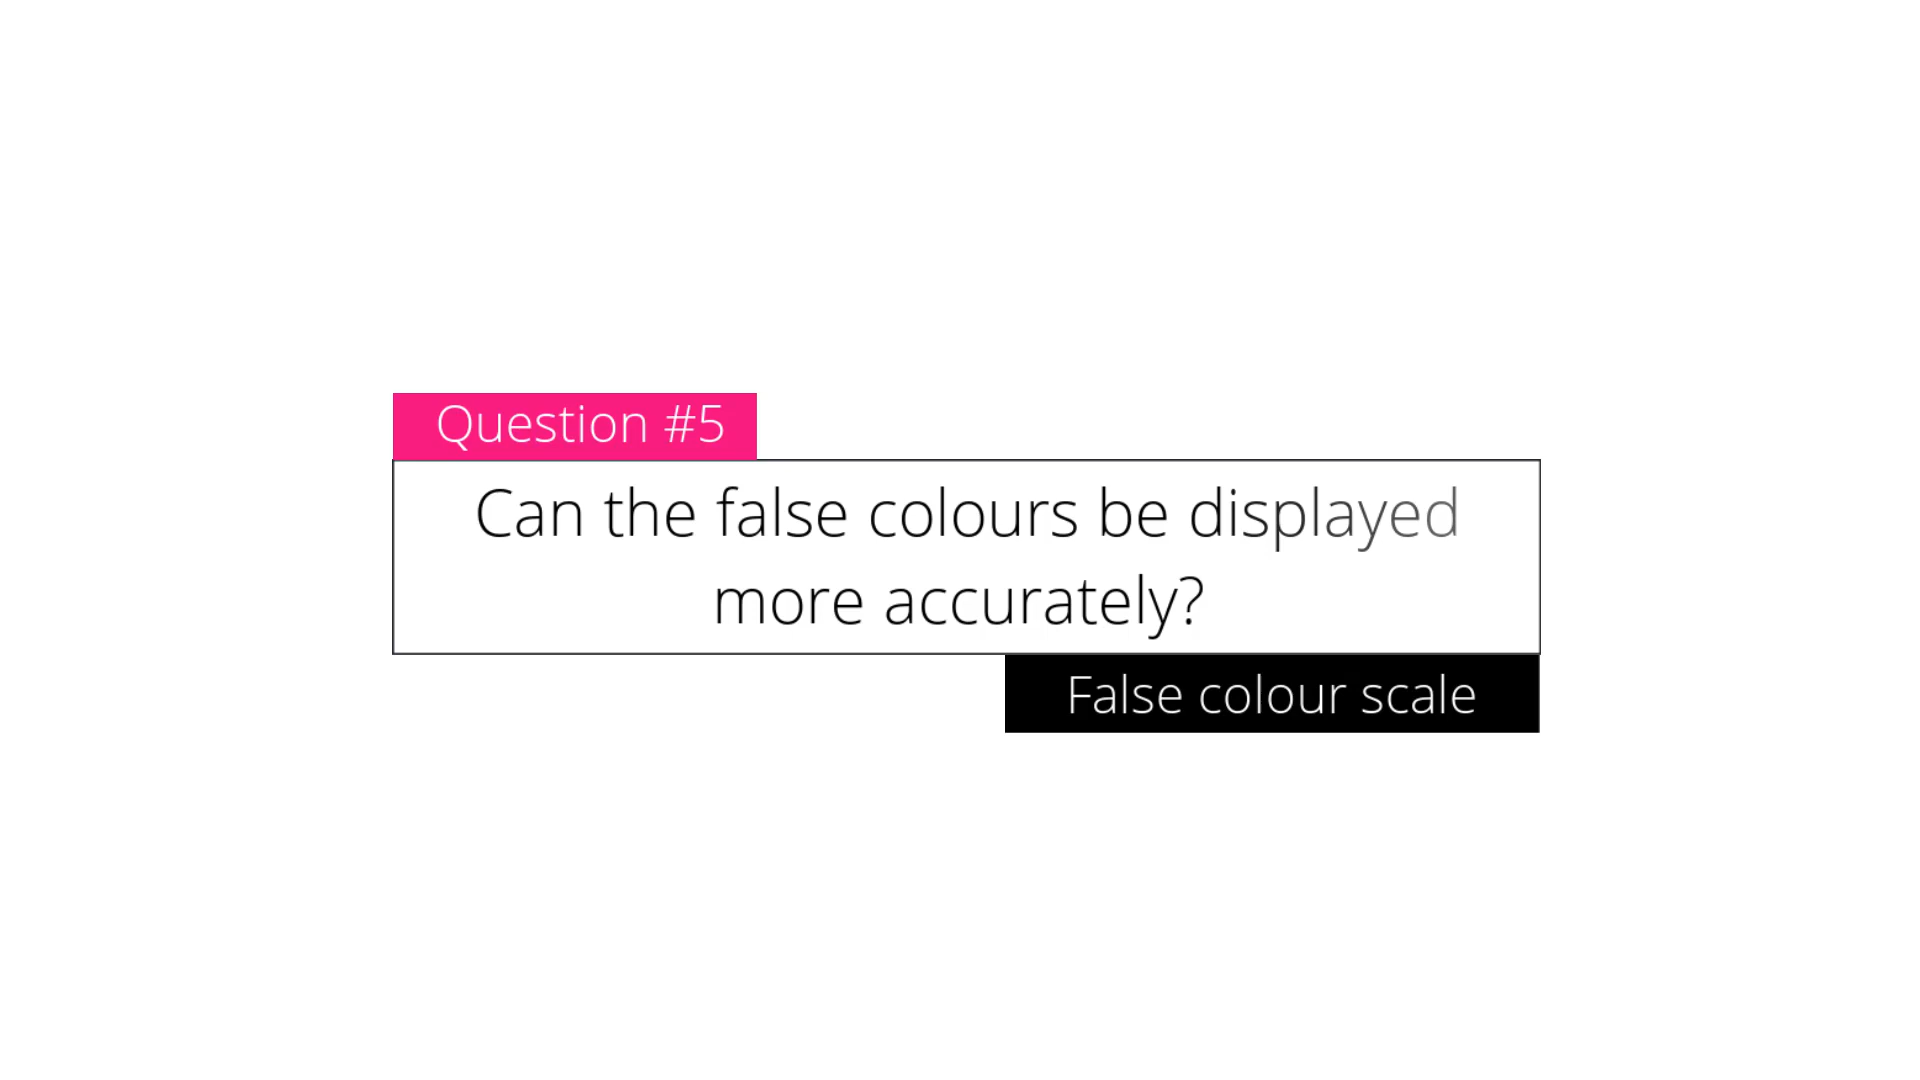 Question #5
Can the false colours be displayed
more accurately?
False colour scale